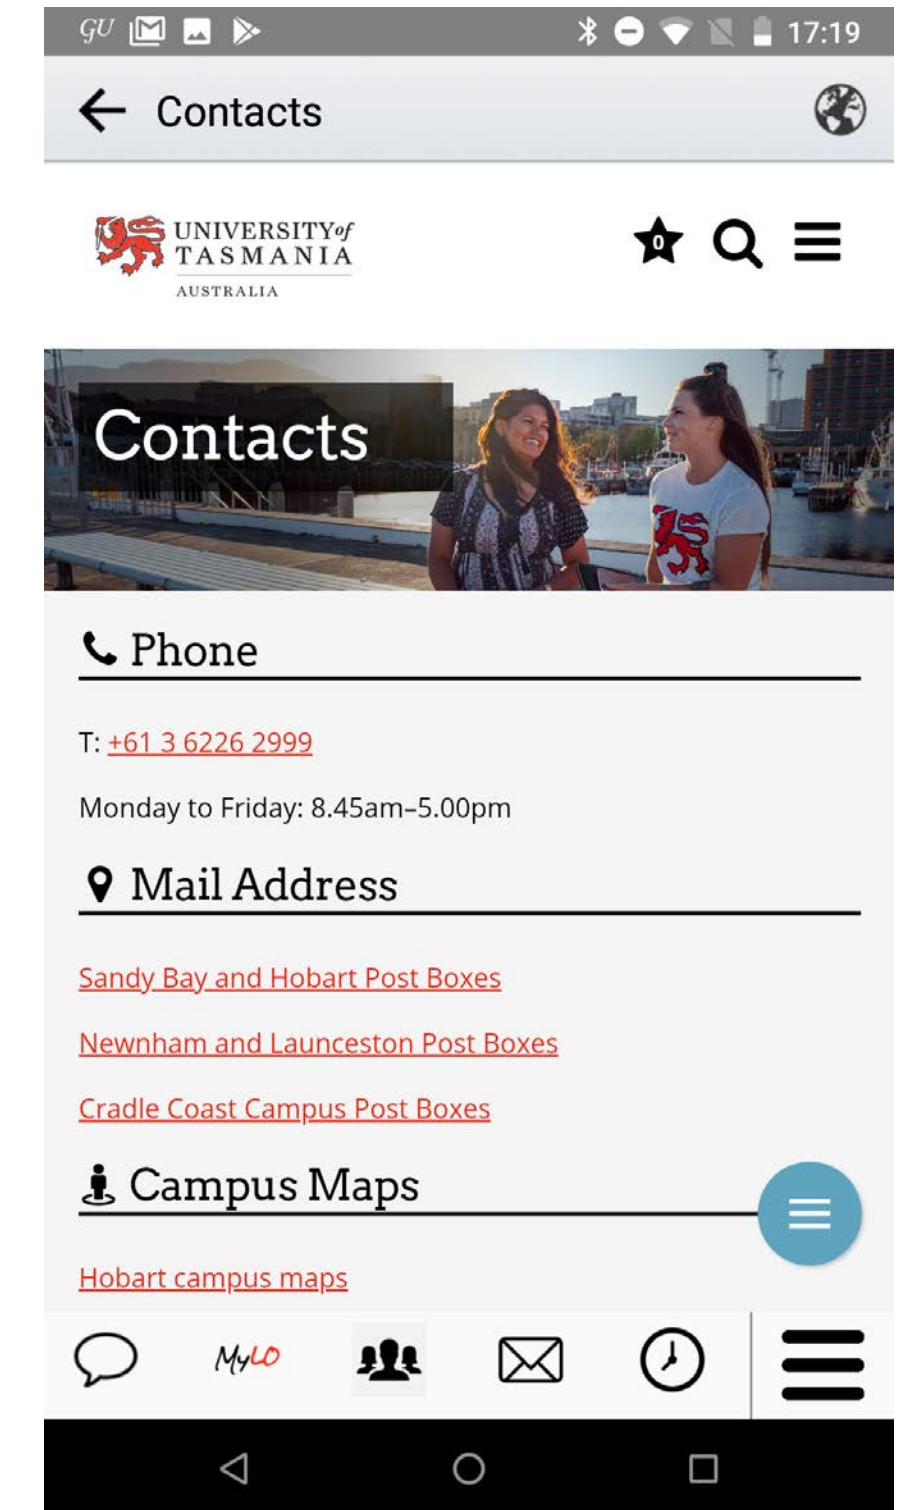 GU 17:19
Contacts
UNIVERSITY of
TASMANIA
AUSTRALIA
0
Contacts
Phone
T: +61 3 6226 2999
Monday to Friday: 8.45am–5.00pm
Mail Address
Sandy Bay and Hobart Post Boxes
Newnham and Launceston Post Boxes
Cradle Coast Campus Post Boxes
Campus Maps
Hobart campus maps
MyLO